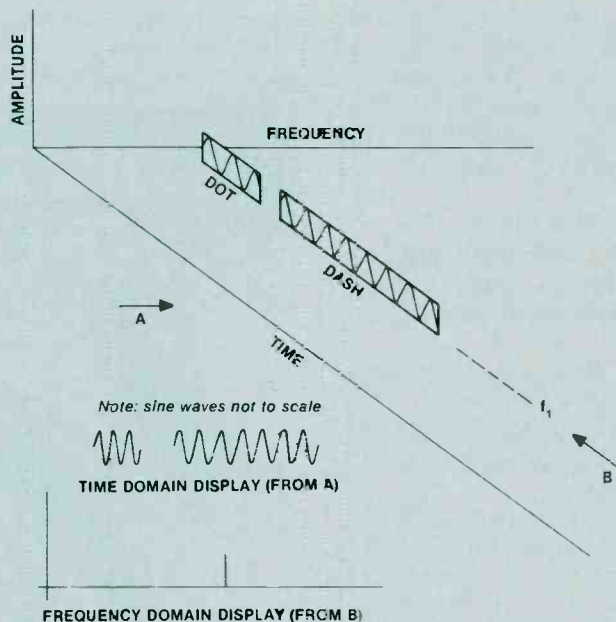 AMPLITUDE
FREQUENCY
DOT
DASH
A
TIME
f₁
B
Note: sine waves not to scale
TIME DOMAIN DISPLAY (FROM A)
FREQUENCY DOMAIN DISPLAY (FROM B)